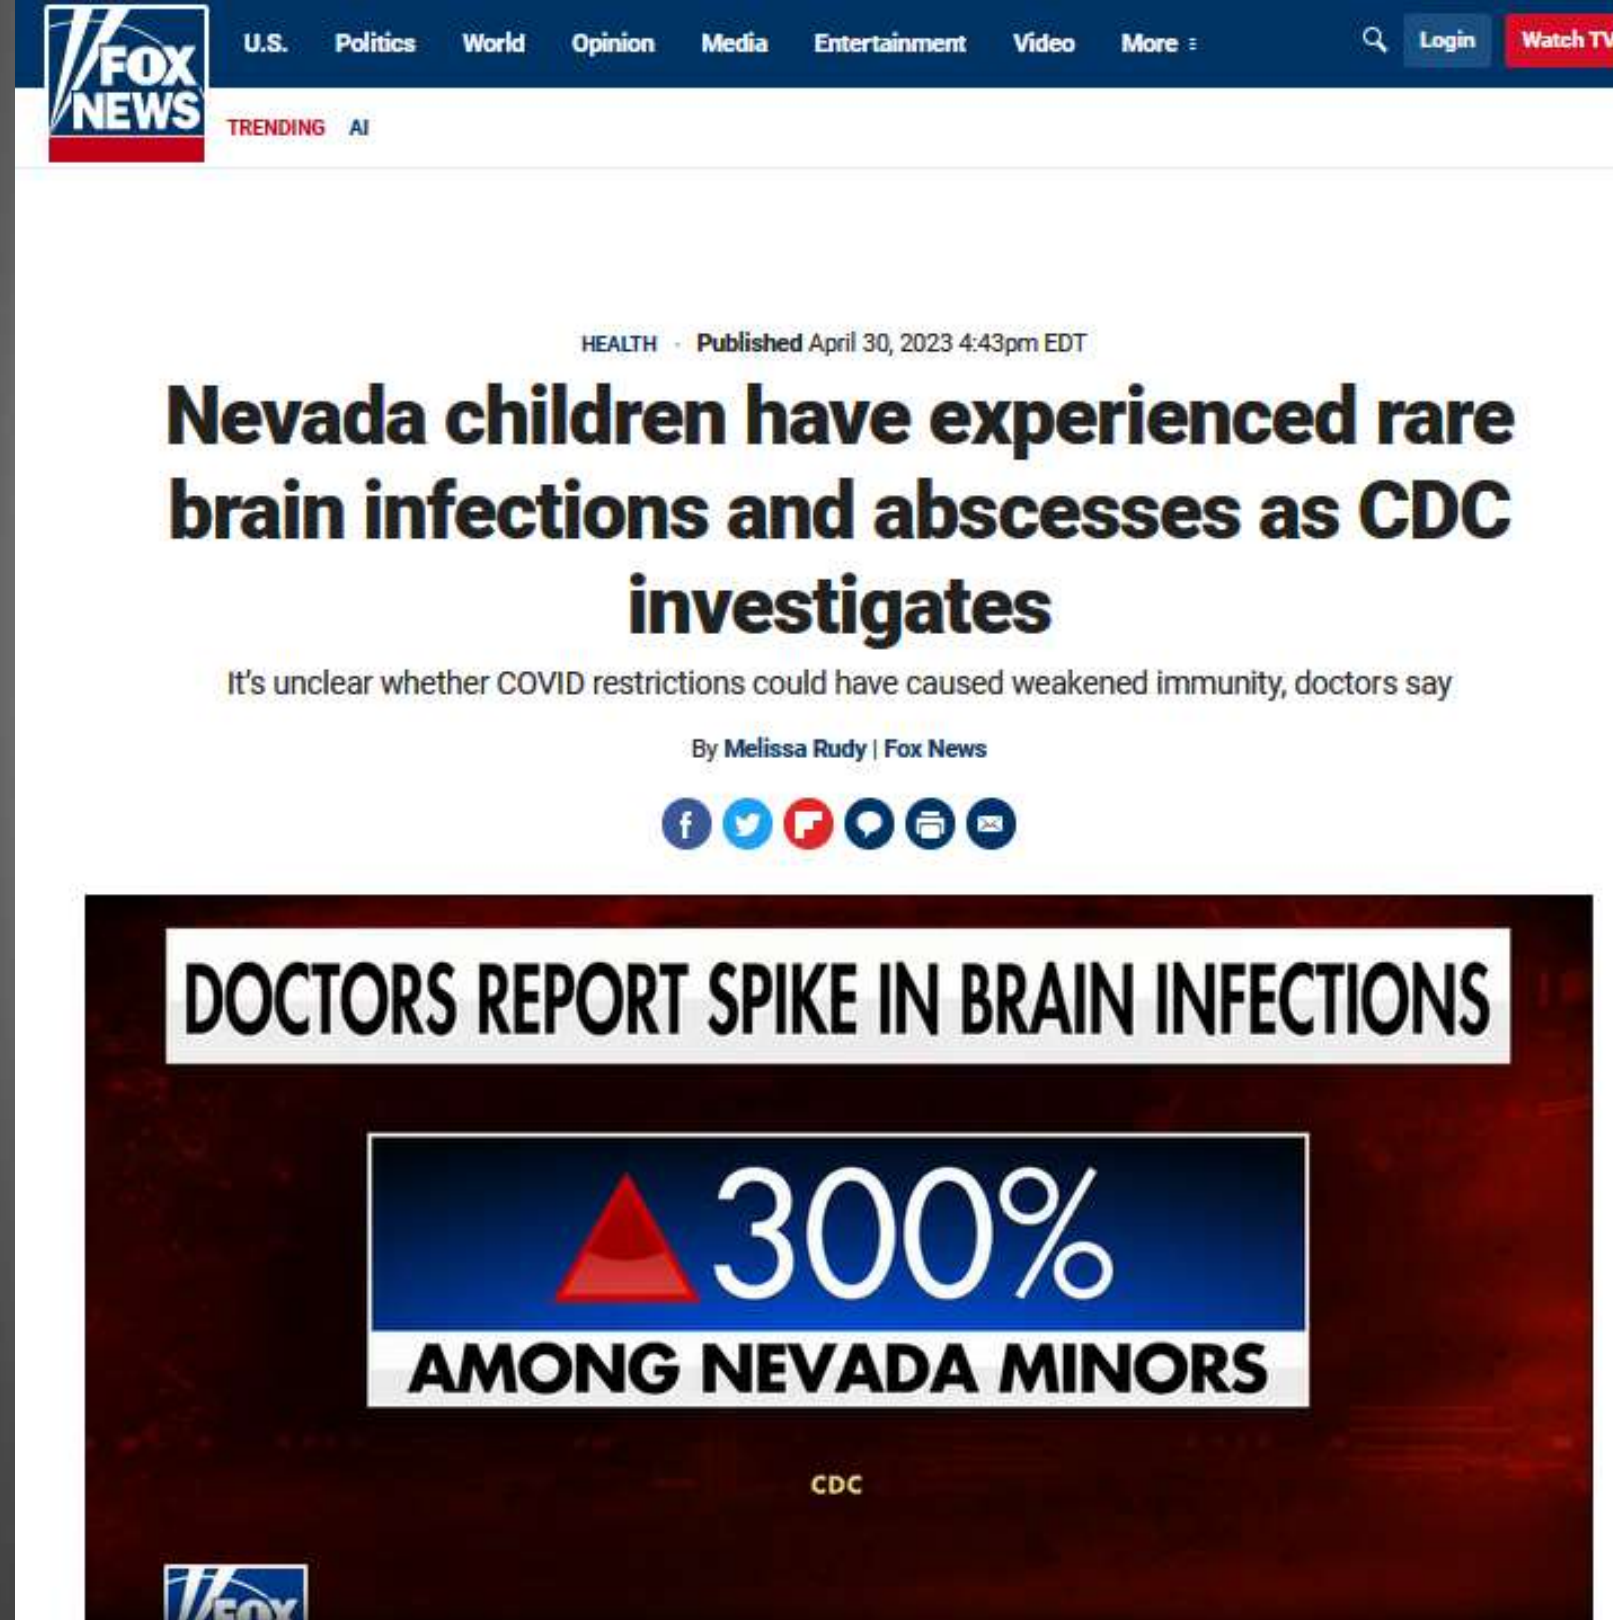 FOX
NEWS
U.S. Politics World Opinion Media Entertainment Video More Login Watch TV
TRENDING AI
HEALTH · Published April 30, 2023 4:43pm EDT
Nevada children have experienced rare
brain infections and abscesses as CDC
investigates
It's unclear whether COVID restrictions could have caused weakened immunity, doctors say
By Melissa Rudy | Fox News
DOCTORS REPORT SPIKE IN BRAIN INFECTIONS
300%
AMONG NEVADA MINORS
CDC
FOX